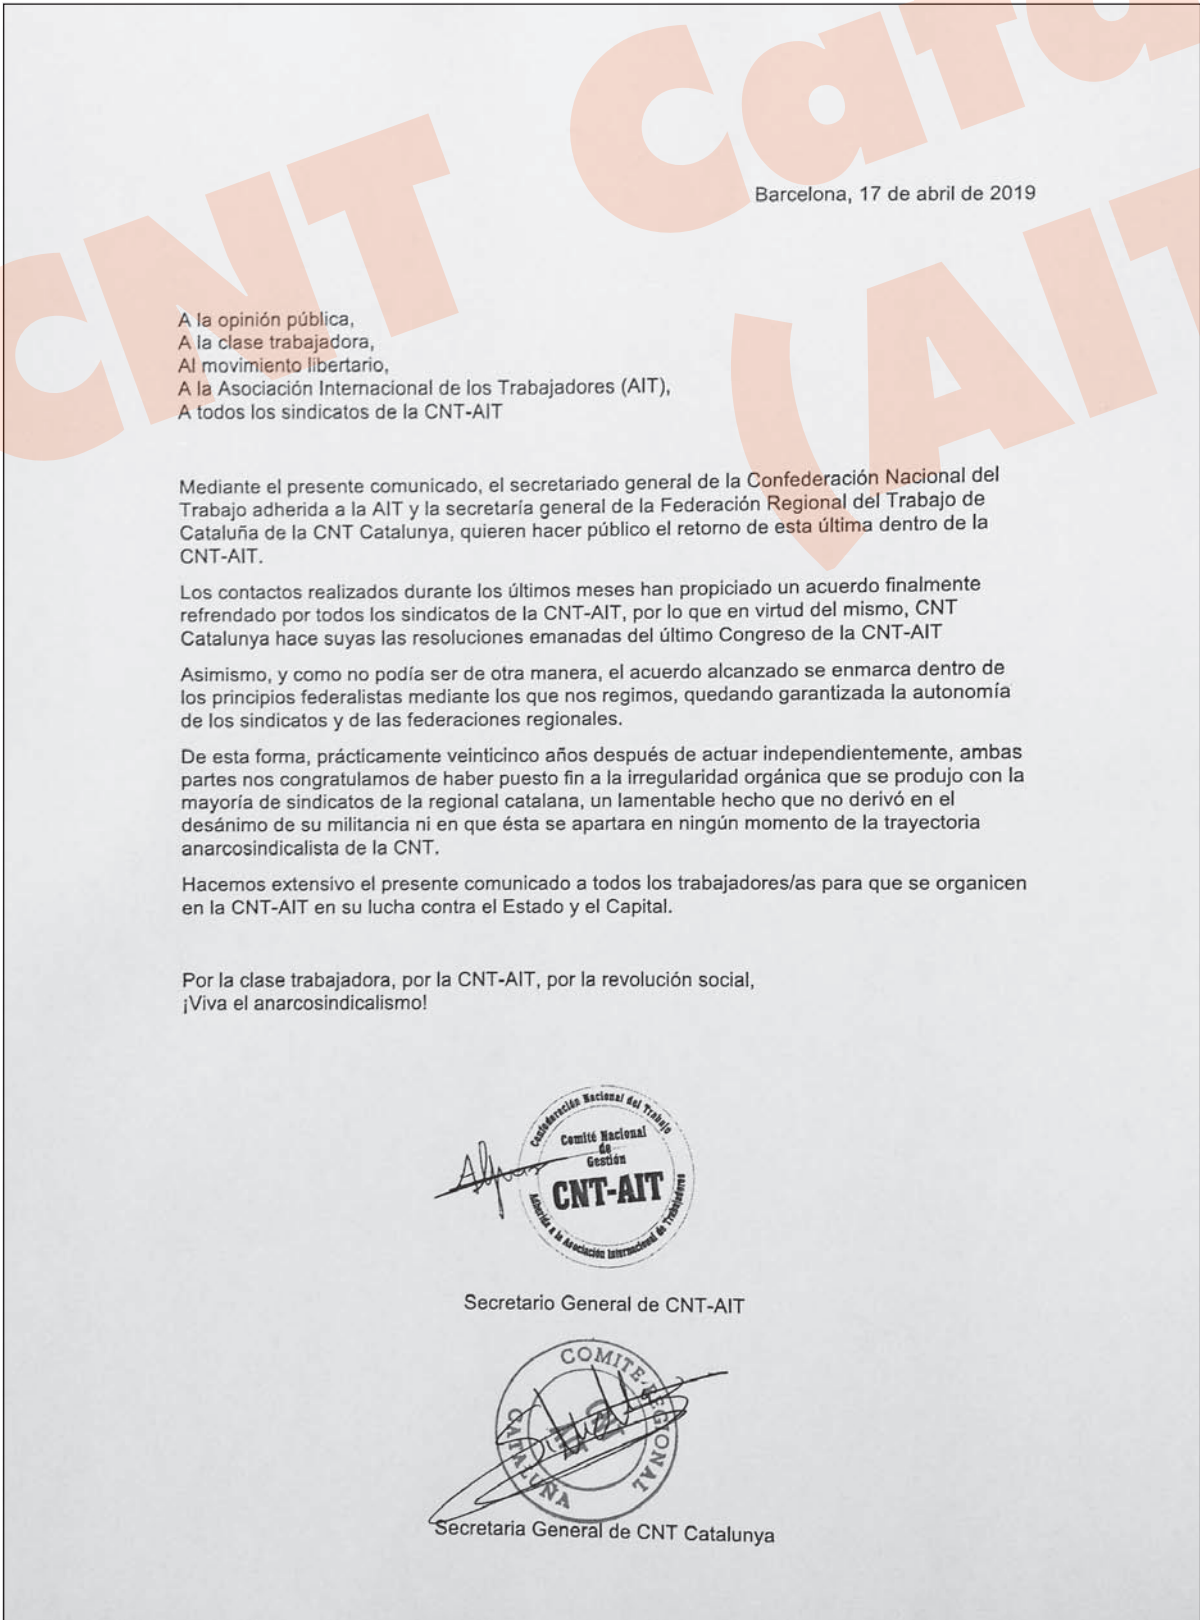 CNT Cata
(AIT
Barcelona, 17 de abril de 2019
A la opinión pública,
A la clase trabajadora,
Al movimiento libertario,
A la Asociación Internacional de los Trabajadores (AIT),
A todos los sindicatos de la CNT-AIT
Mediante el presente comunicado, el secretariado general de la Confederación Nacional del
Trabajo adherida a la AIT y la secretaría general de la Federación Regional del Trabajo de
Cataluña de la CNT Catalunya, quieren hacer público el retorno de esta última dentro de la
CNT-AIT.
Los contactos realizados durante los últimos meses han propiciado un acuerdo finalmente
refrendado por todos los sindicatos de la CNT-AIT, por lo que en virtud del mismo, CNT
Catalunya hace suyas las resoluciones emanadas del último Congreso de la CNT-AIT
Asimismo, y como no podía ser de otra manera, el acuerdo alcanzado se enmarca dentro de
los principios federalistas mediante los que nos regimos, quedando garantizada la autonomía
de los sindicatos y de las federaciones regionales.
De esta forma, prácticamente veinticinco años después de actuar independientemente, ambas
partes nos congratulamos de haber puesto fin a la irregularidad orgánica que se produjo con la
mayoría de sindicatos de la regional catalana, un lamentable hecho que no derivó en el
desánimo de su militancia ni en que ésta se apartara en ningún momento de la trayectoria
anarcosindicalista de la CNT.
Hacemos extensivo el presente comunicado a todos los trabajadores/as para que se organicen
en la CNT-AIT en su lucha contra el Estado y el Capital.
Por la clase trabajadora, por la CNT-AIT, por la revolución social,
¡Viva el anarcosindicalismo!
Confederación Nacional del Trabajo
Comité Nacional
de
Gestión
CNT-AIT
Adherida a la Asociación Internacional de Trabajadores
Secretario General de CNT-AIT
COMITE REGIONAL
CNT
AIT
CATALUÑA
Secretaria General de CNT Catalunya